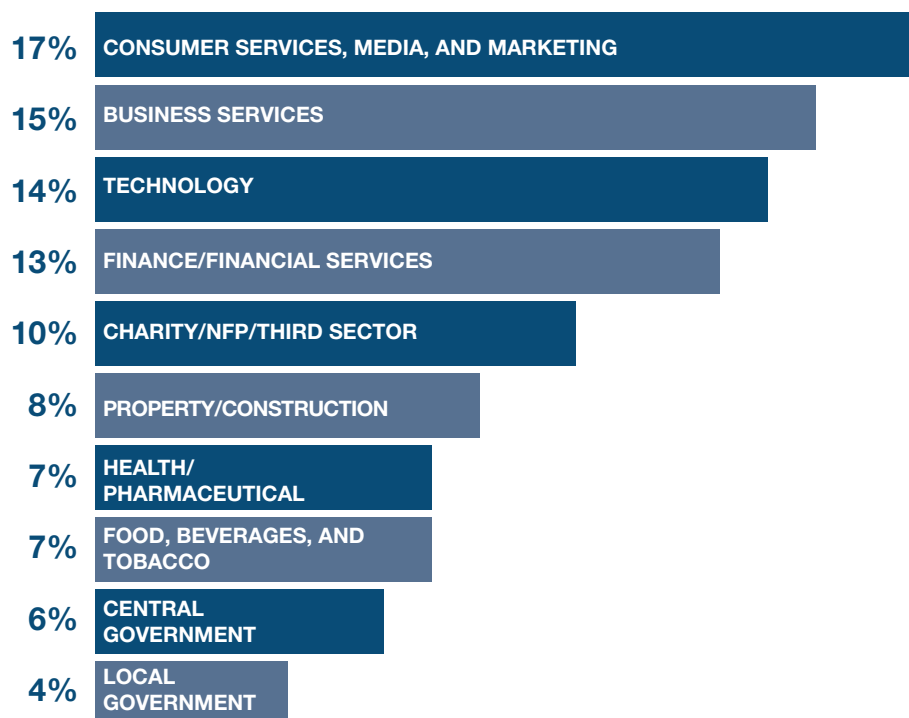 17% CONSUMER SERVICES, MEDIA, AND MARKETING
15% BUSINESS SERVICES
14% TECHNOLOGY
13% FINANCE/FINANCIAL SERVICES
10% CHARITY/NFP/THIRD SECTOR
8% PROPERTY/CONSTRUCTION
7% HEALTH/
PHARMACEUTICAL
7% FOOD, BEVERAGES, AND
TOBACCO
6% CENTRAL
GOVERNMENT
4% LOCAL
GOVERNMENT